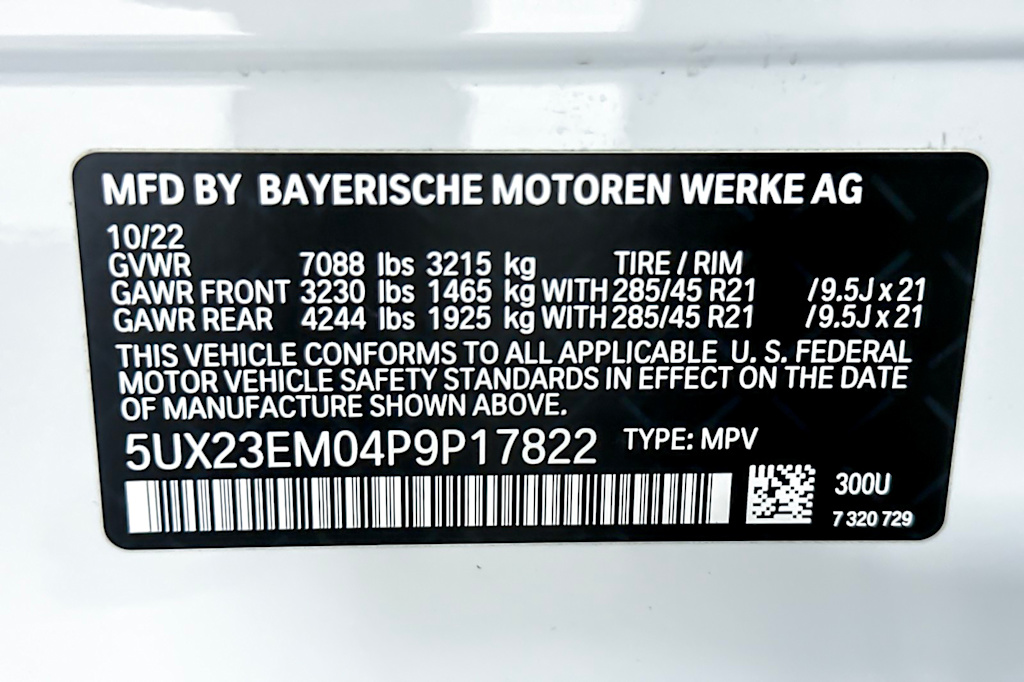 MFD BY BAYERISCHE MOTOREN WERKE AG
10/22
GVWR 7088 lbs 3215 kg TIRE / RIM
GAWR FRONT 3230 lbs 1465 kg WITH 285/45 R21 /9.5J x 21
GAWR REAR 4244 lbs 1925 kg WITH 285/45 R21 /9.5J x 21
THIS VEHICLE CONFORMS TO ALL APPLICABLE U. S. FEDERAL
MOTOR VEHICLE SAFETY STANDARDS IN EFFECT ON THE DATE
OF MANUFACTURE SHOWN ABOVE.
5UX23EM04P9P17822 TYPE: MPV
300U
7 320 729